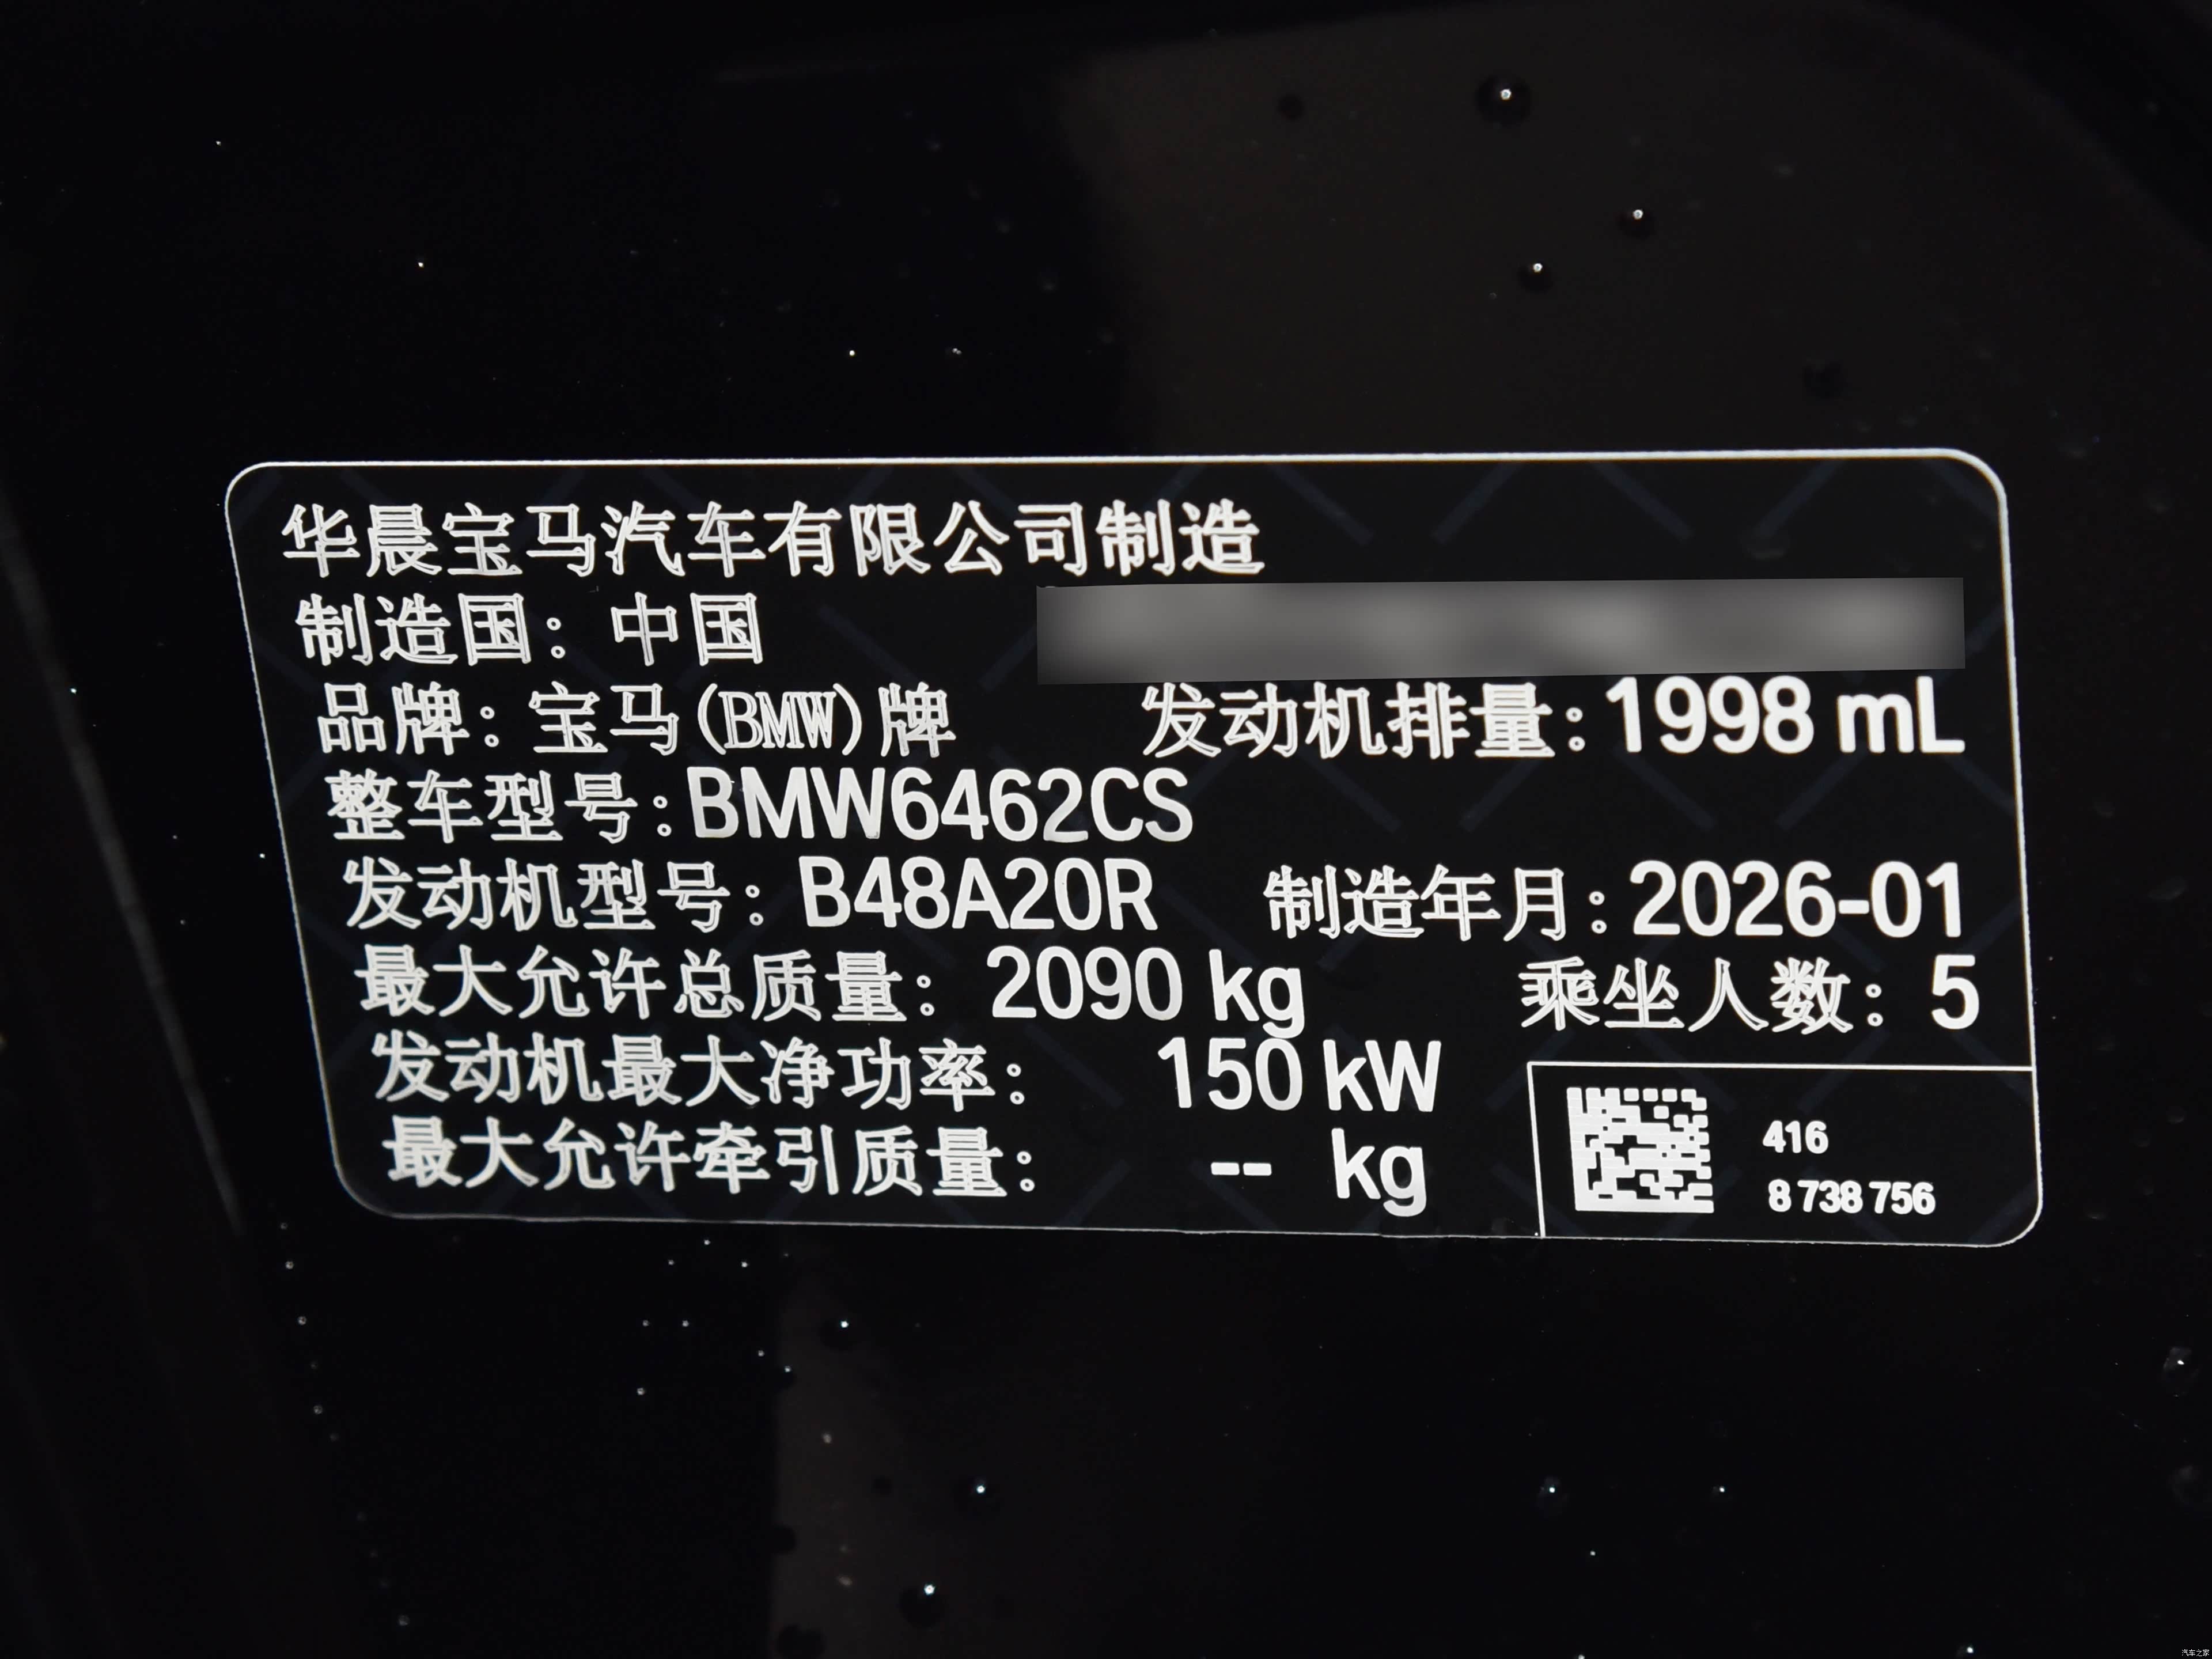 华晨宝马汽车有限公司制造
制造国：中国
品牌：宝马(BMW)牌 发动机排量：1998 mL
整车型号：BMW6462CS
发动机型号：B48A20R 制造年月：2026-01
最大允许总质量：2090 kg 乘坐人数：5
发动机最大净功率：150 kW
最大允许牵引质量：-- kg
416
8 738 756
汽车之家